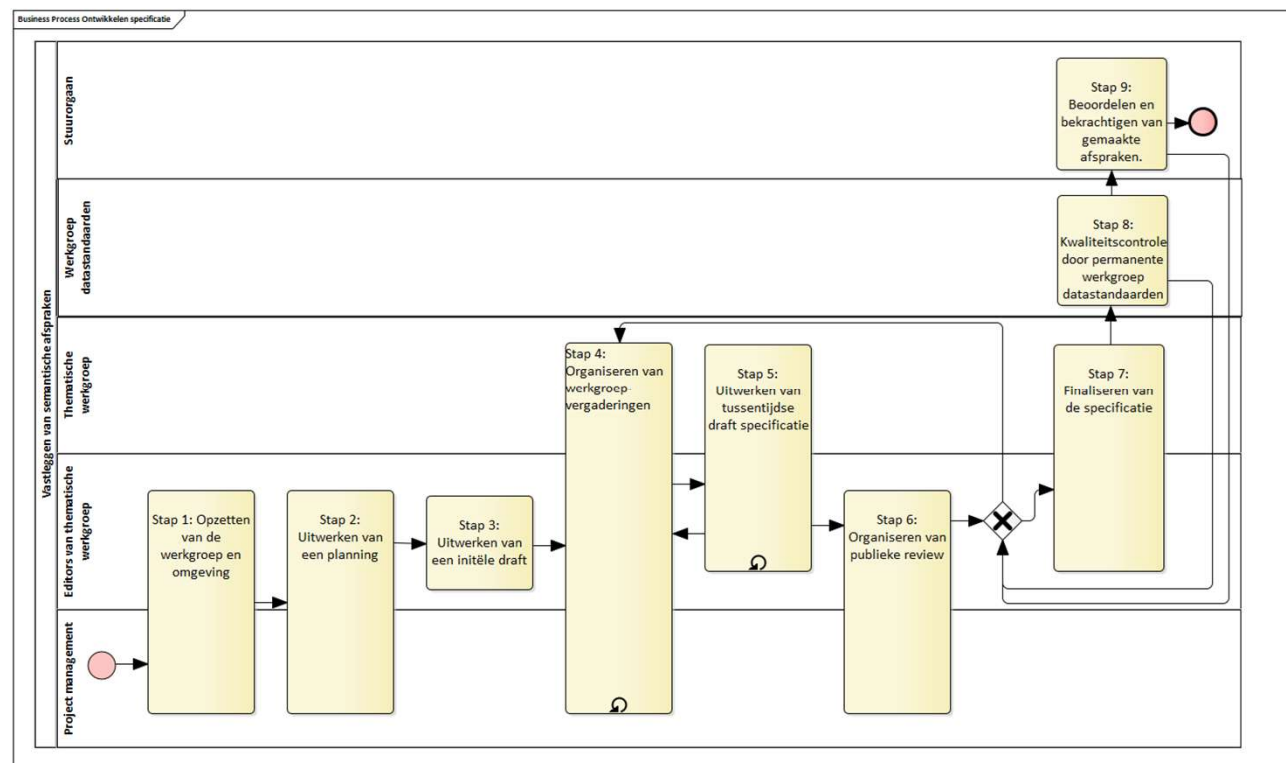 Business Process Ontwikkelen specificatie
Vastleggen van semantische afspraken
Stuurorgaan
Werkgroep
datastandaarden
Thematische
werkgroep
Editors van thematische
werkgroep
Project management
Stap 1: Opzetten
van de
werkgroep en
omgeving
Stap 2:
Uitwerken van
een planning
Stap 3:
Uitwerken van
een initële draft
Stap 4:
Organiseren van
werkgroep-
vergaderingen
Stap 5:
Uitwerken van
tussentijdse
draft specificatie
Stap 6:
Organiseren van
publieke review
Stap 7:
Finaliseren van
de specificatie
Stap 8:
Kwaliteitscontrole
door permanente
werkgroep
datastandaarden
Stap 9:
Beoordelen en
bekrachtigen van
gemaakte
afspraken.